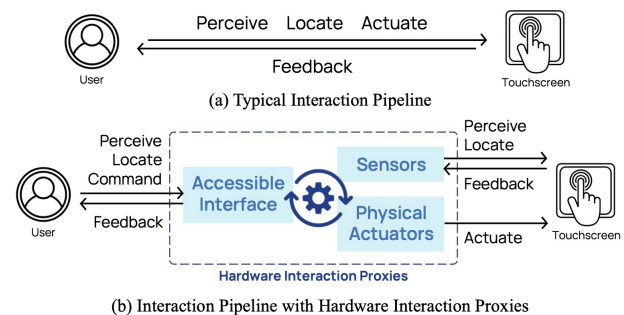 Perceive Locate Actuate
Feedback
User
Touchscreen
(a) Typical Interaction Pipeline
Perceive
Locate
Command
Feedback
User
Accessible
Interface
Sensors
Physical
Actuators
Hardware Interaction Proxies
Perceive
Locate
Feedback
Actuate
Touchscreen
(b) Interaction Pipeline with Hardware Interaction Proxies